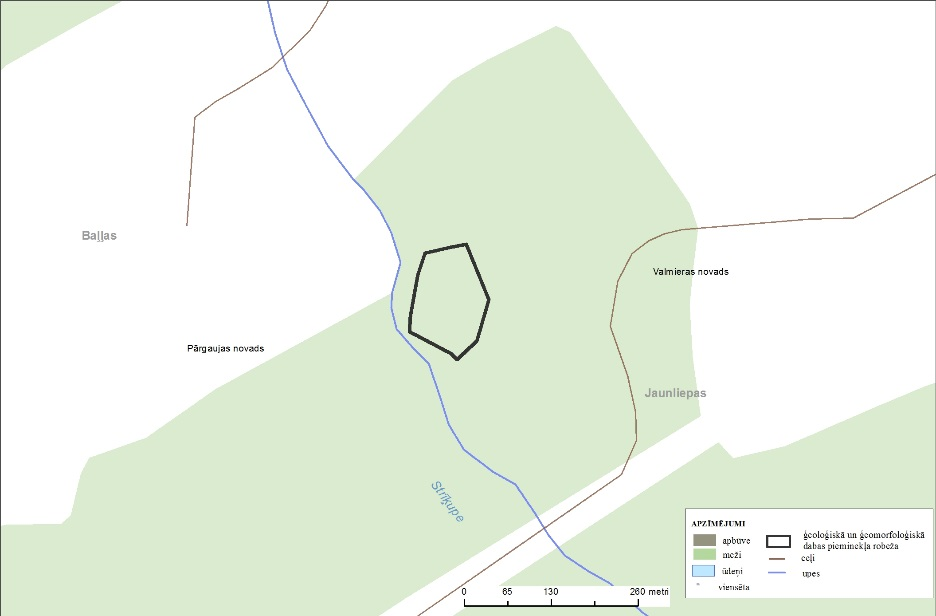 Baļļas
Valmieras novads
Pārgaujas novads
Jaunliepas
Strīķupe
APZĪMĒJUMI
apbūve
meži
ūdeņi
viensēta
ģeoloģiskā un ģeomorfoloģiskā
dabas pieminekļa robeža
ceļi
upes
0 65 130 260 metri